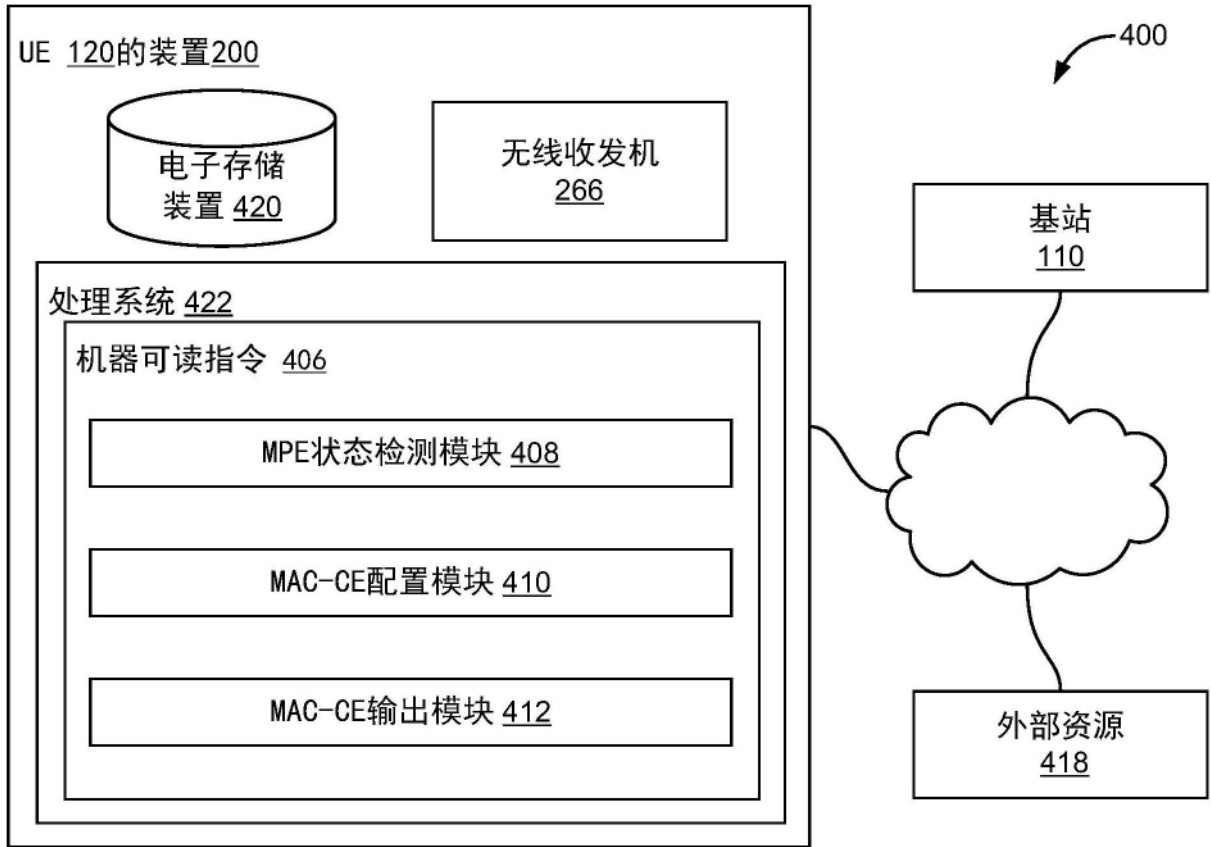 UE 120的装置200
400
电子存储
装置 420
无线收发机
266
基站
110
处理系统 422
机器可读指令 406
MPE状态检测模块 408
MAC-CE配置模块 410
MAC-CE输出模块 412
外部资源
418